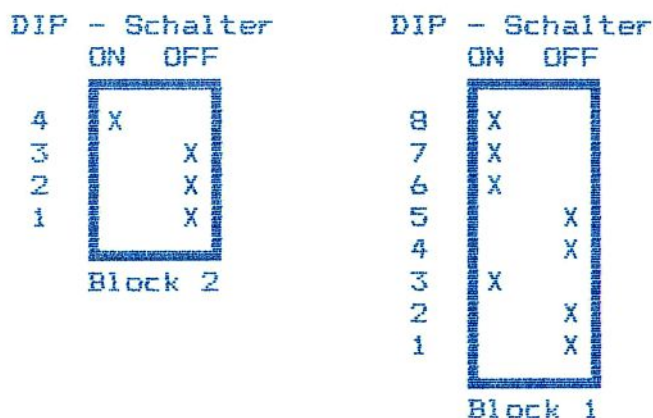 DIP - Schalter
ON OFF
4 X
3 X
2 X
1 X
Block 2
DIP - Schalter
ON OFF
8 X
7 X
6 X
5 X
4 X
3 X
2 X
1 X
Block 1